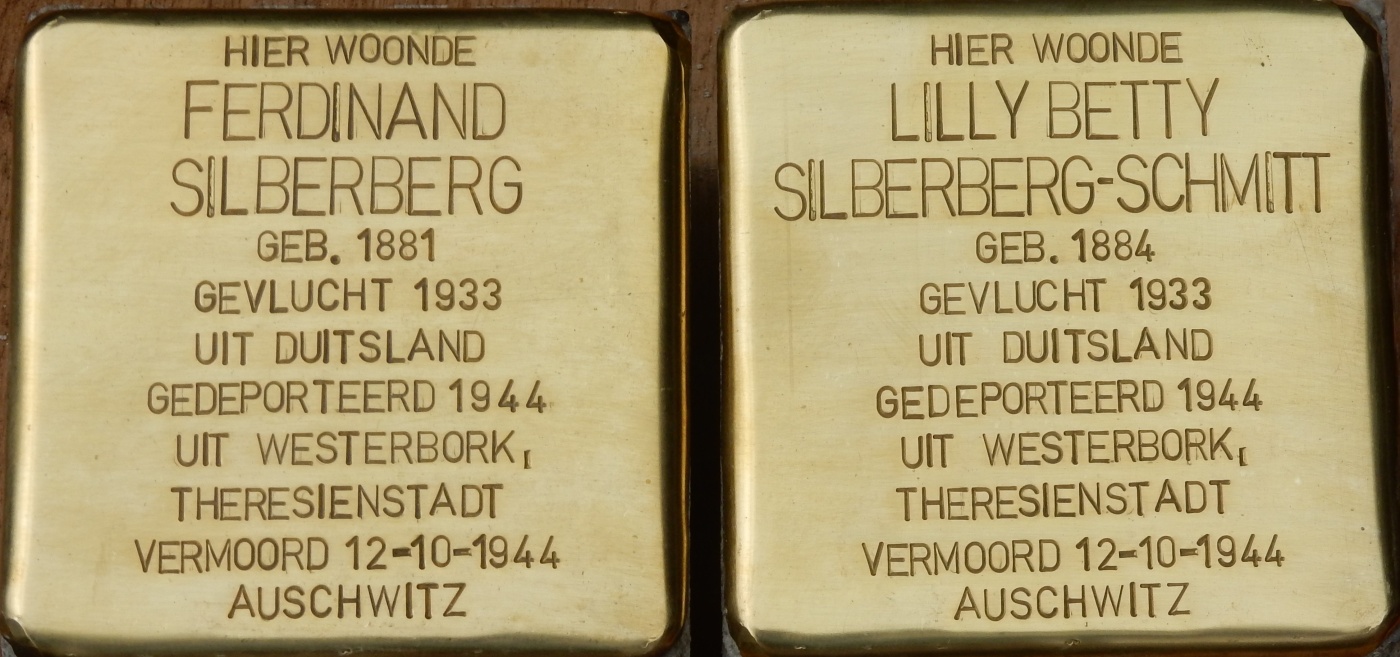 HIER WOONDE
FERDINAND
SILBERBERG
GEB. 1881
GEVLUCHT 1933
UIT DUITSLAND
GEDEPORTEERD 1944
UIT WESTERBORK,
THERESIENSTADT
VERMOORD 12-10-1944
AUSCHWITZ
HIER WOONDE
LILLY BETTY
SILBERBERG-SCHMITT
GEB. 1884
GEVLUCHT 1933
UIT DUITSLAND
GEDEPORTEERD 1944
UIT WESTERBORK,
THERESIENSTADT
VERMOORD 12-10-1944
AUSCHWITZ